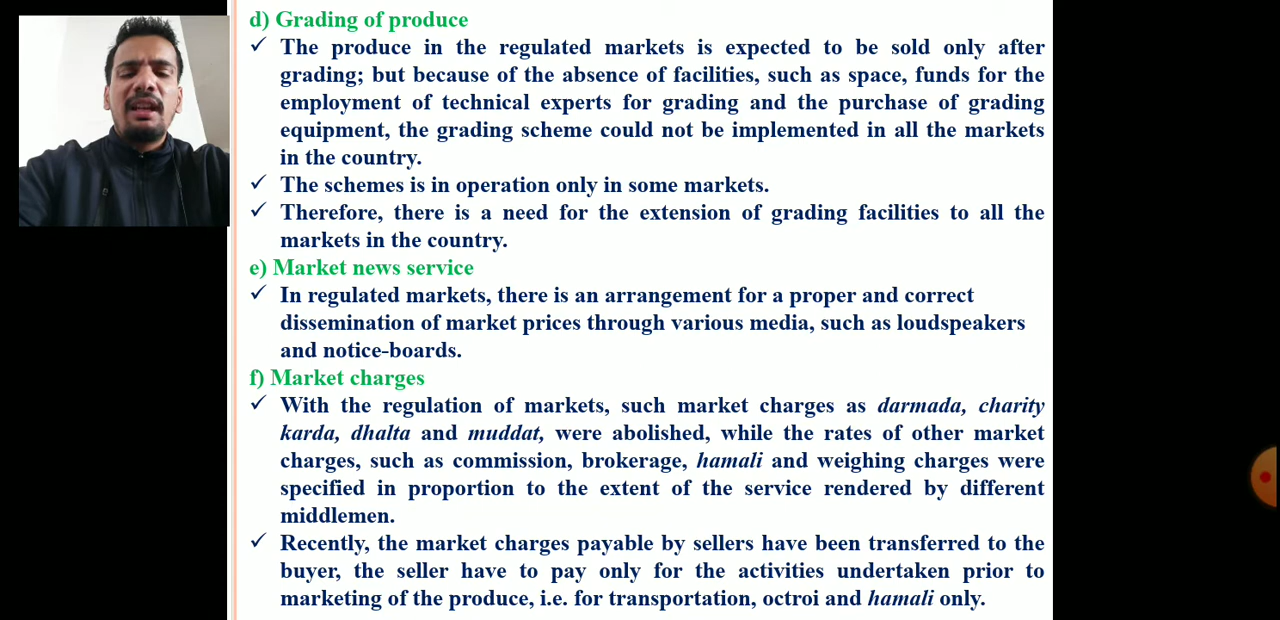 d) Grading of produce
✓ The produce in the regulated markets is expected to be sold only after
grading; but because of the absence of facilities, such as space, funds for the
employment of technical experts for grading and the purchase of grading
equipment, the grading scheme could not be implemented in all the markets
in the country.
✓ The schemes is in operation only in some markets.
✓ Therefore, there is a need for the extension of grading facilities to all the
markets in the country.
e) Market news service
✓ In regulated markets, there is an arrangement for a proper and correct
dissemination of market prices through various media, such as loudspeakers
and notice-boards.
f) Market charges
✓ With the regulation of markets, such market charges as darmada, charity
karda, dhalta and muddat, were abolished, while the rates of other market
charges, such as commission, brokerage, hamali and weighing charges were
specified in proportion to the extent of the service rendered by different
middlemen.
✓ Recently, the market charges payable by sellers have been transferred to the
buyer, the seller have to pay only for the activities undertaken prior to
marketing of the produce, i.e. for transportation, octroi and hamali only.